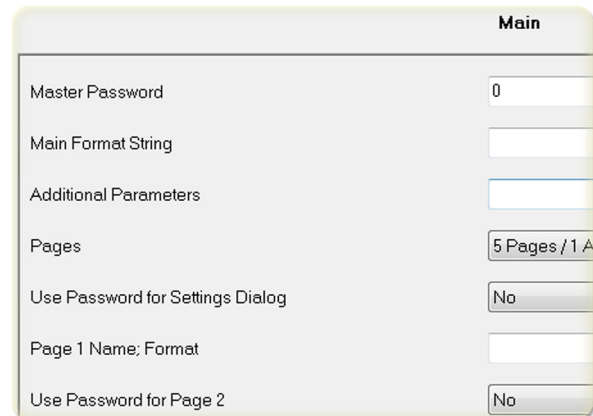 Main
Master Password 0
Main Format String
Additional Parameters
Pages 5 Pages / 1 A
Use Password for Settings Dialog No
Page 1 Name; Format
Use Password for Page 2 No